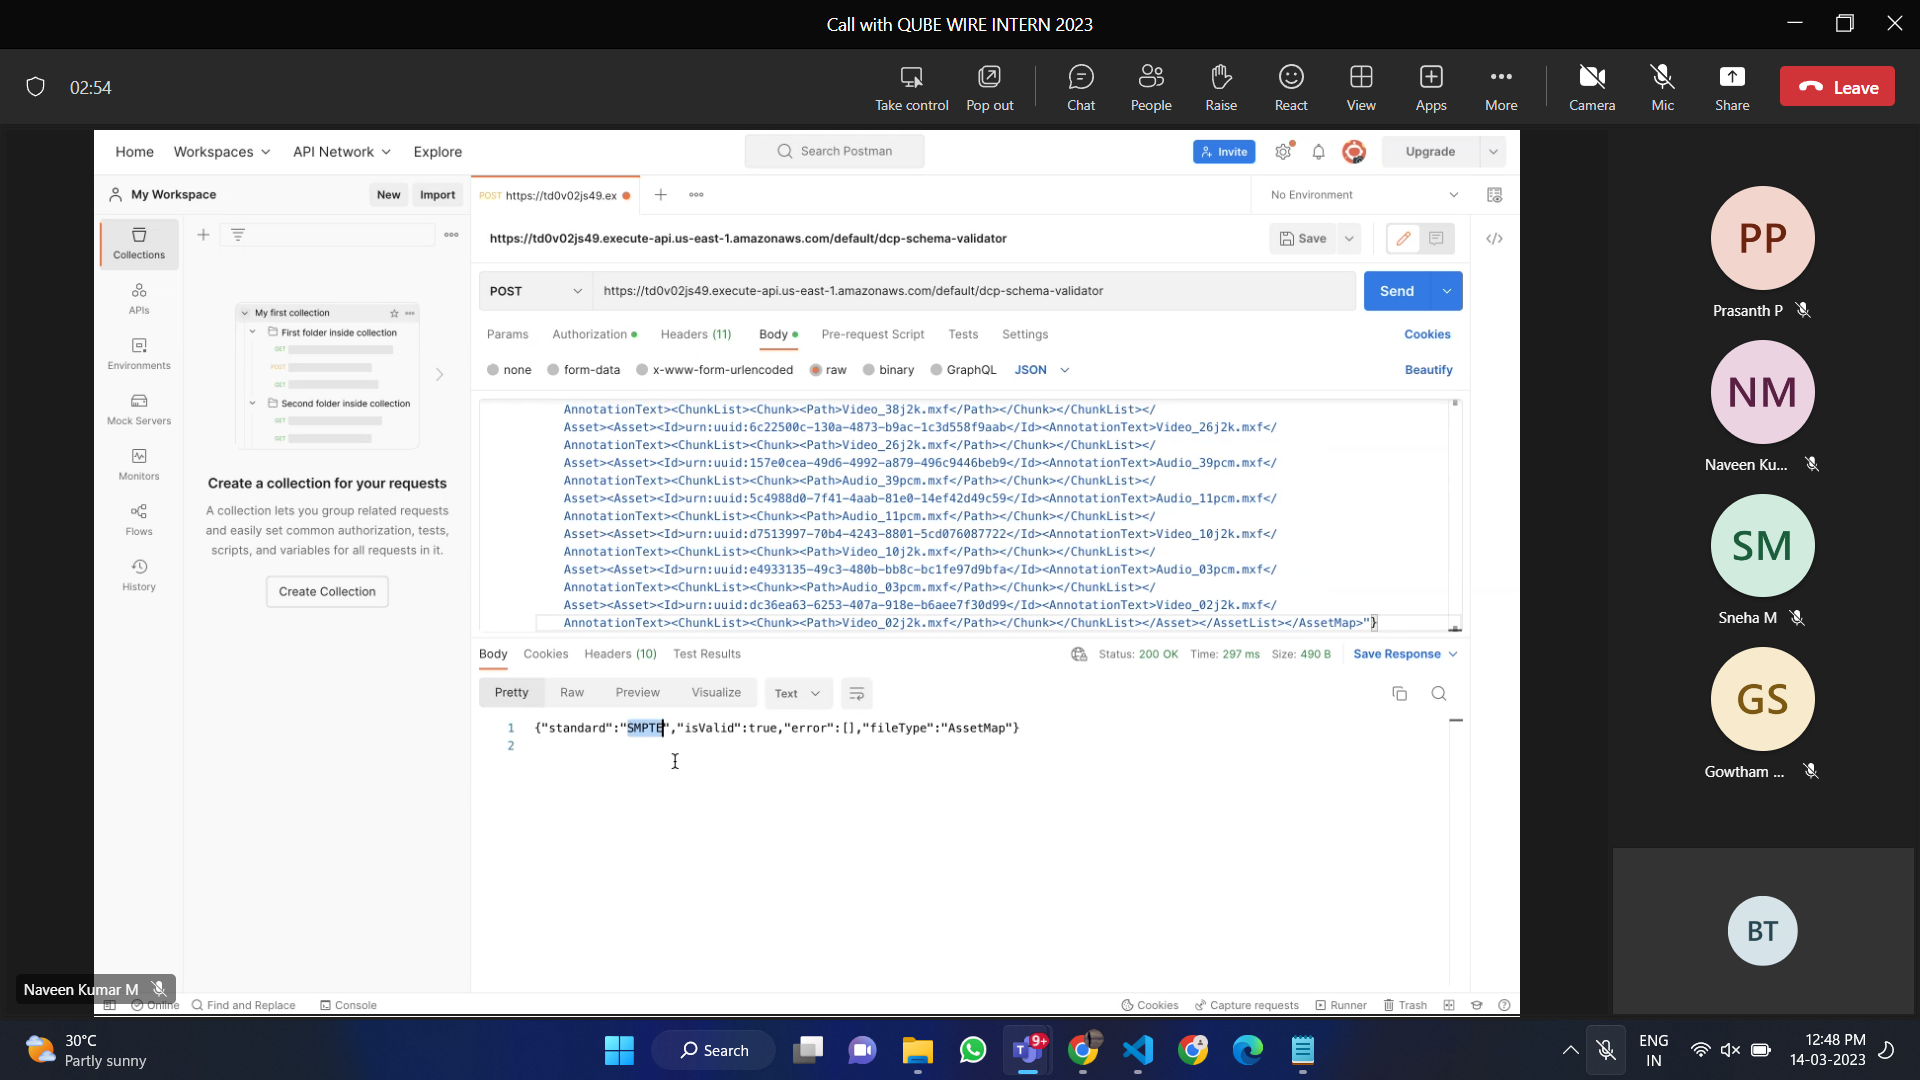 Call with QUBE WIRE INTERN 2023
02:54
Take control
Pop out
Chat
People
Raise
React
View
Apps
More
Camera
Mic
Share
Leave
Home
Workspaces
API Network
Explore
Search Postman
Invite
Upgrade
My Workspace
New
Import
POST https://td0v02js49.ex
No Environment
Collections
APIs
Environments
Mock Servers
Monitors
Flows
History
My first collection
First folder inside collection
GET
POST
GET
Second folder inside collection
GET
GET
Create a collection for your requests
A collection lets you group related requests
and easily set common authorization, tests,
scripts, and variables for all requests in it.
Create Collection
https://td0v02js49.execute-api.us-east-1.amazonaws.com/default/dcp-schema-validator
Save
POST
https://td0v02js49.execute-api.us-east-1.amazonaws.com/default/dcp-schema-validator
Send
Params
Authorization
Headers (11)
Body
Pre-request Script
Tests
Settings
Cookies
none
form-data
x-www-form-urlencoded
raw
binary
GraphQL
JSON
Beautify
AnnotationText><ChunkList><Chunk><Path>Video_38j2k.mxf</Path></Chunk></ChunkList></
Asset><Asset><Id>urn:uuid:6c22500c-130a-4873-b9ac-1c3d558f9aab</Id><AnnotationText>Video_26j2k.mxf</
AnnotationText><ChunkList><Chunk><Path>Video_26j2k.mxf</Path></Chunk></ChunkList></
Asset><Asset><Id>urn:uuid:157e0cea-49d6-4992-a879-496c9446beb9</Id><AnnotationText>Audio_39pcm.mxf</
AnnotationText><ChunkList><Chunk><Path>Audio_39pcm.mxf</Path></Chunk></ChunkList></
Asset><Asset><Id>urn:uuid:5c4988d0-7f41-4aab-81e0-14ef42d49c59</Id><AnnotationText>Audio_11pcm.mxf</
AnnotationText><ChunkList><Chunk><Path>Audio_11pcm.mxf</Path></Chunk></ChunkList></
Asset><Asset><Id>urn:uuid:d7513997-70b4-4243-8801-5cd076087722</Id><AnnotationText>Video_10j2k.mxf</
AnnotationText><ChunkList><Chunk><Path>Video_10j2k.mxf</Path></Chunk></ChunkList></
Asset><Asset><Id>urn:uuid:e4933135-49c3-480b-bb8c-bc1fe97d9bfa</Id><AnnotationText>Audio_03pcm.mxf</
AnnotationText><ChunkList><Chunk><Path>Audio_03pcm.mxf</Path></Chunk></ChunkList></
Asset><Asset><Id>urn:uuid:dc36ea63-6253-407a-918e-b6aee7f30d99</Id><AnnotationText>Video_02j2k.mxf</
AnnotationText><ChunkList><Chunk><Path>Video_02j2k.mxf</Path></Chunk></ChunkList></Asset></AssetList></AssetMap>"}
Body
Cookies
Headers (10)
Test Results
Status: 200 OK
Time: 297 ms
Size: 490 B
Save Response
Pretty
Raw
Preview
Visualize
Text
1 {"standard":"SMPTE","isValid":true,"error":[],"fileType":"AssetMap"}
2
Online
Find and Replace
Console
Cookies
Capture requests
Runner
Trash
Naveen Kumar M
PP
Prasanth P
NM
Naveen Ku...
SM
Sneha M
GS
Gowtham ...
BT
30°C
Partly sunny
Search
9+
ENG
IN
12:48 PM
14-03-2023